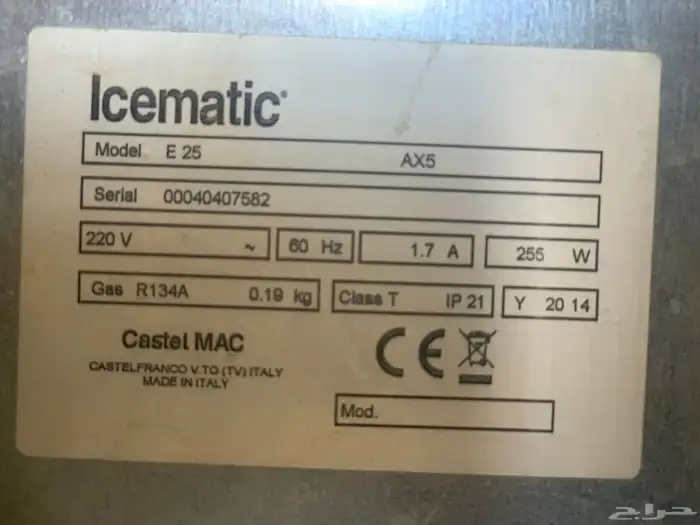 Icematic
Model E 25 AX5
Serial 00040407582
220 V ~ 60 Hz 1.7 A 255 W
Gas R134A 0.19 kg Class T IP 21 Y 20 14
Castel MAC
CASTELFRANCO V.TO (TV) ITALY
MADE IN ITALY
CE
Mod.
حراج